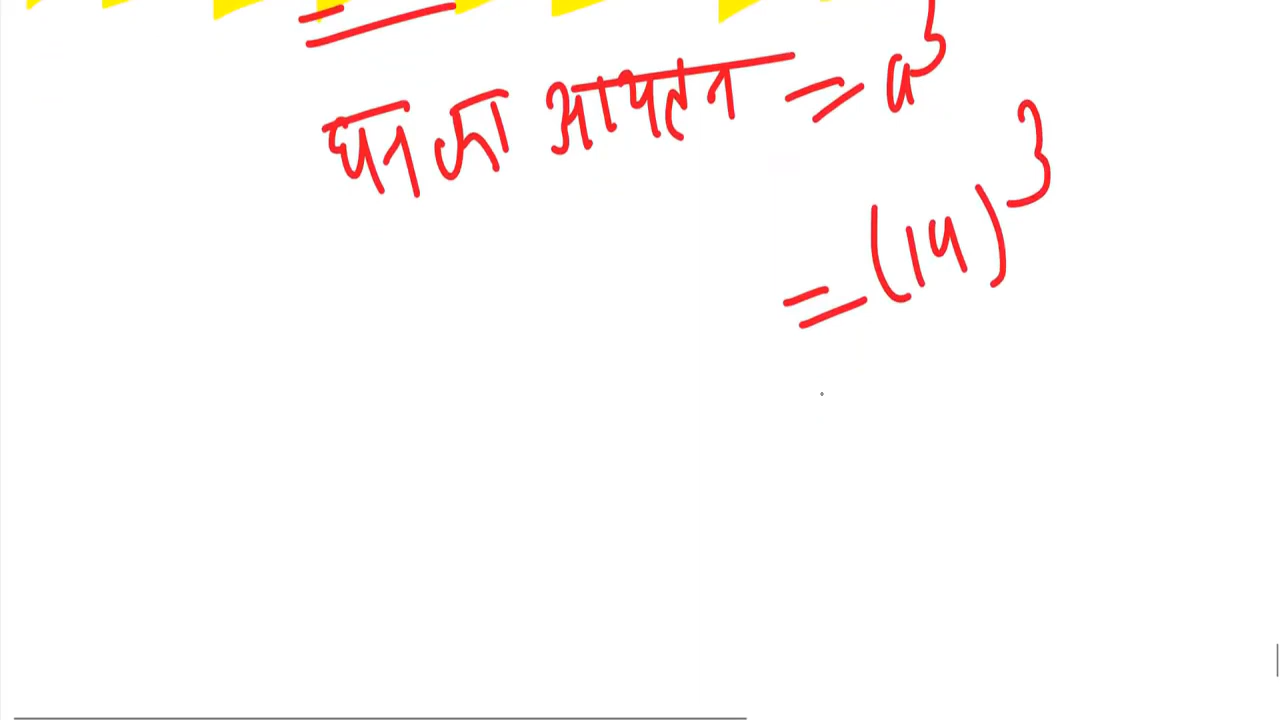 घन का आयतन = a³
= (14)³